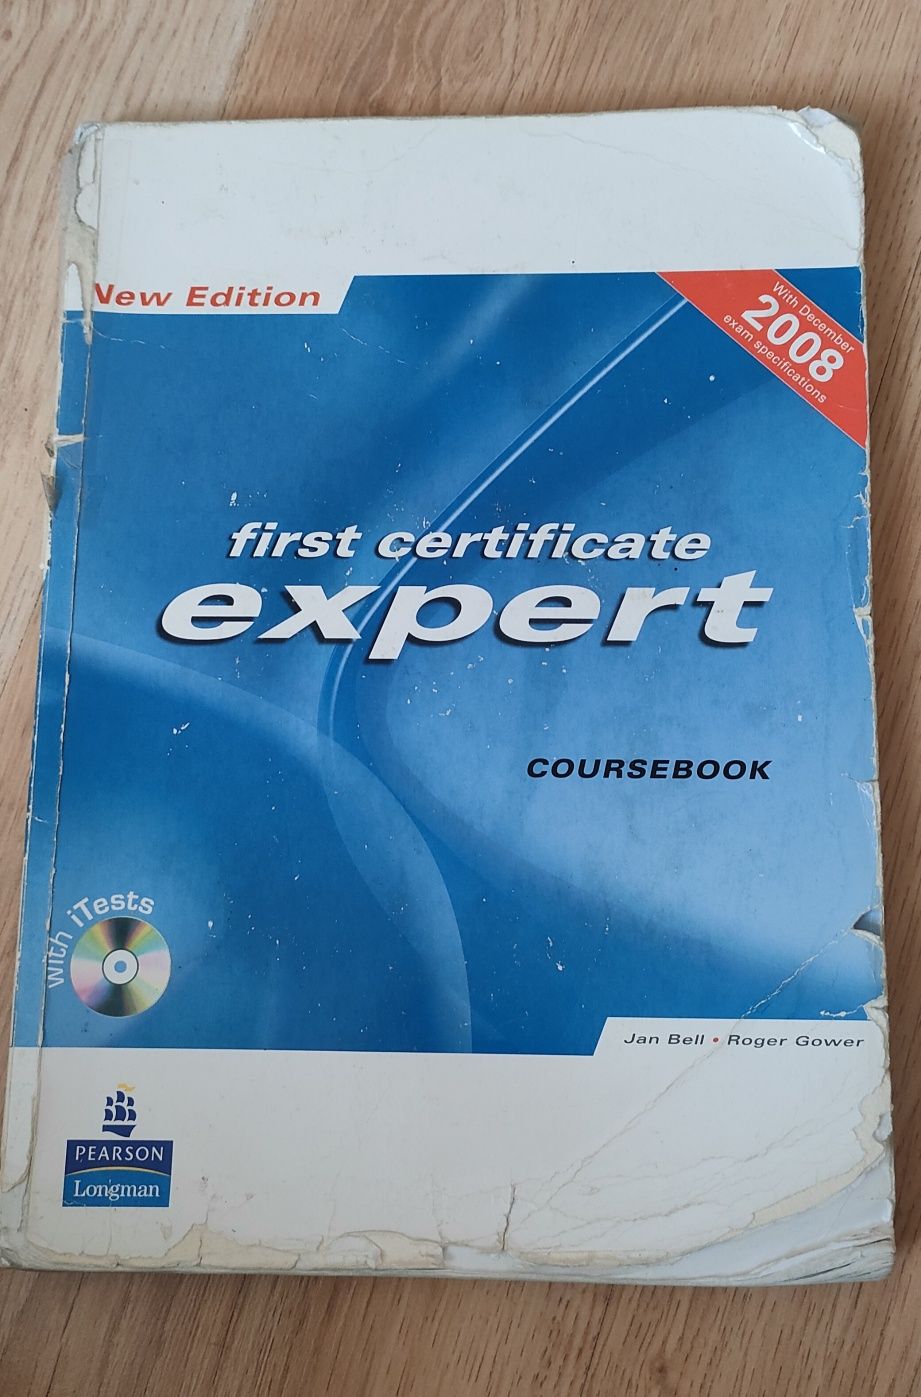 New Edition
With December
2008
exam specifications
first certificate
expert
COURSEBOOK
with iTests
Jan Bell • Roger Gower
PEARSON
Longman